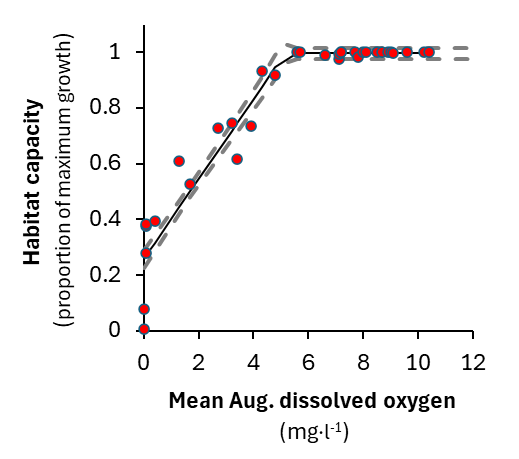 Habitat capacity
(proportion of maximum growth)
1
0.8
0.6
0.4
0.2
0
0 2 4 6 8 10 12
Mean Aug. dissolved oxygen
(mg·l⁻¹)